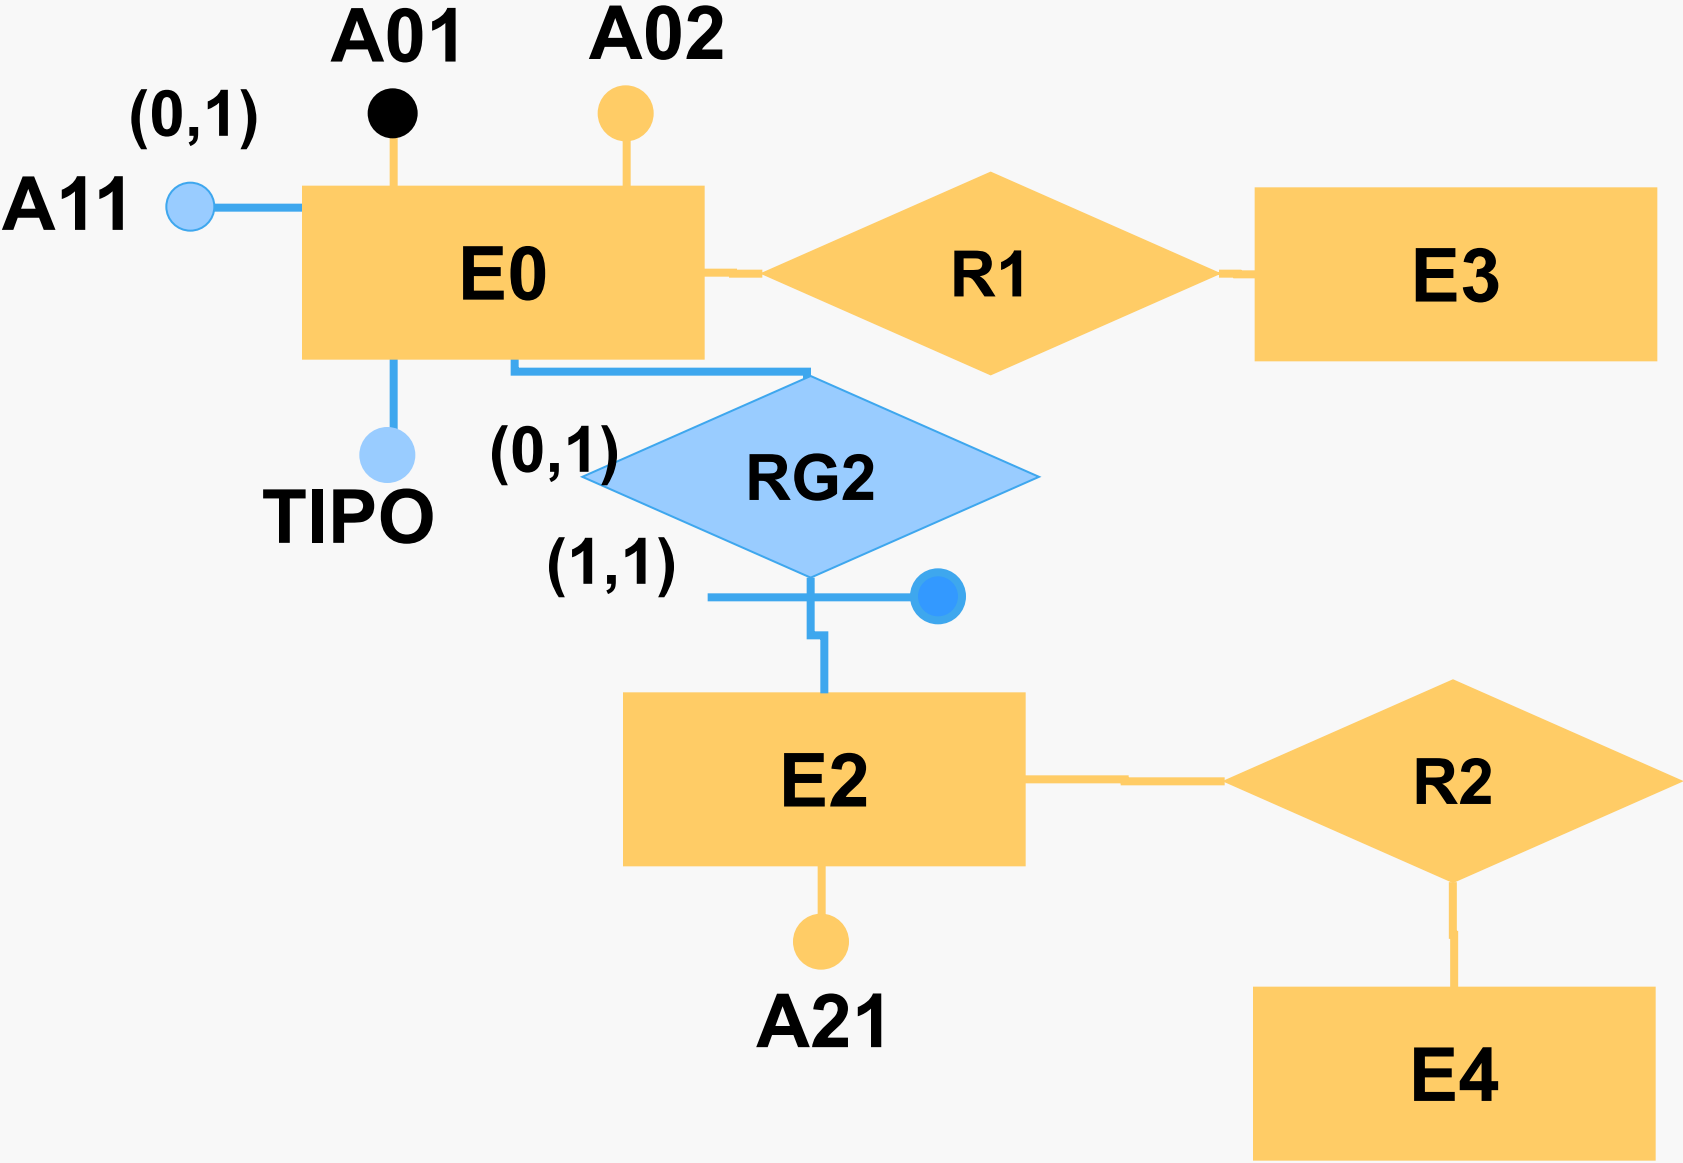 A01
A02
(0,1)
A11
E0
R1
E3
(0,1)
RG2
TIPO
(1,1)
E2
R2
A21
E4